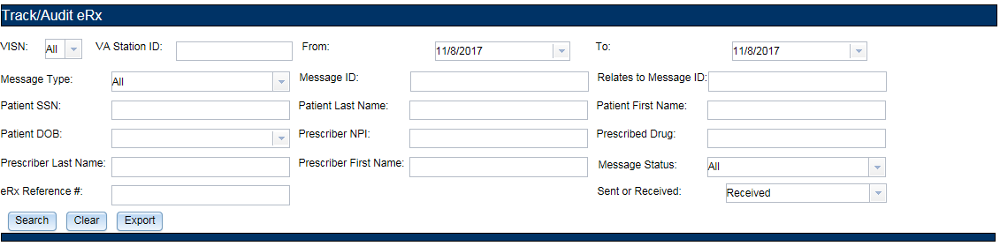 Track/Audit eRx
VISN: All VA Station ID: From: 11/8/2017 To: 11/8/2017
Message Type: All Message ID: Relates to Message ID:
Patient SSN: Patient Last Name: Patient First Name:
Patient DOB: Prescriber NPI: Prescribed Drug:
Prescriber Last Name: Prescriber First Name: Message Status: All
eRx Reference #: Sent or Received: Received
Search Clear Export